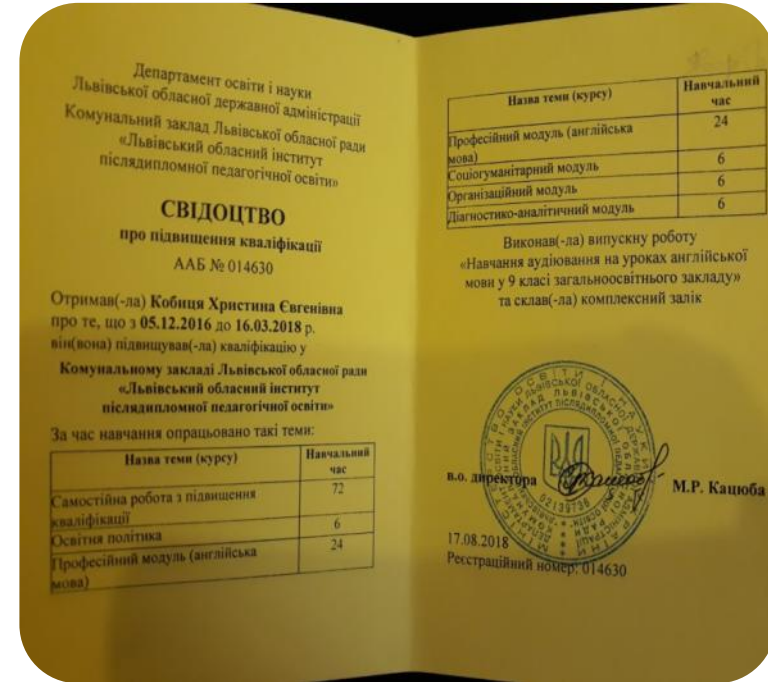 Департамент освіти і науки
Львівської обласної державної адміністрації
Комунальний заклад Львівської обласної ради
«Львівський обласний інститут
післядипломної педагогічної освіти»
СВІДОЦТВО
про підвищення кваліфікації
ААБ № 014630
Отримав(-ла) Кобиця Христина Євгенівна
про те, що з 05.12.2016 до 16.03.2018 р.
він(вона) підвищував(-ла) кваліфікацію у
Комунальному закладі Львівської обласної ради
«Львівський обласний інститут
післядипломної педагогічної освіти»
За час навчання опрацьовано такі теми:
Назва теми (курсу) Навчальний
час
Самостійна робота з підвищення 72
кваліфікації
Освітня політика 6
Професійний модуль (англійська 24
мова)
Назва теми (курсу) Навчальний
час
Професійний модуль (англійська 24
мова)
Соціогуманітарний модуль 6
Організаційний модуль 6
Діагностико-аналітичний модуль 6
Виконав(-ла) випускну роботу
«Навчання аудіювання на уроках англійської
мови у 9 класі загальноосвітнього закладу»
та склав(-ла) комплексний залік
в.о. директора М.Р. Кацюба
02139736
17.08.2018
Реєстраційний номер: 014630